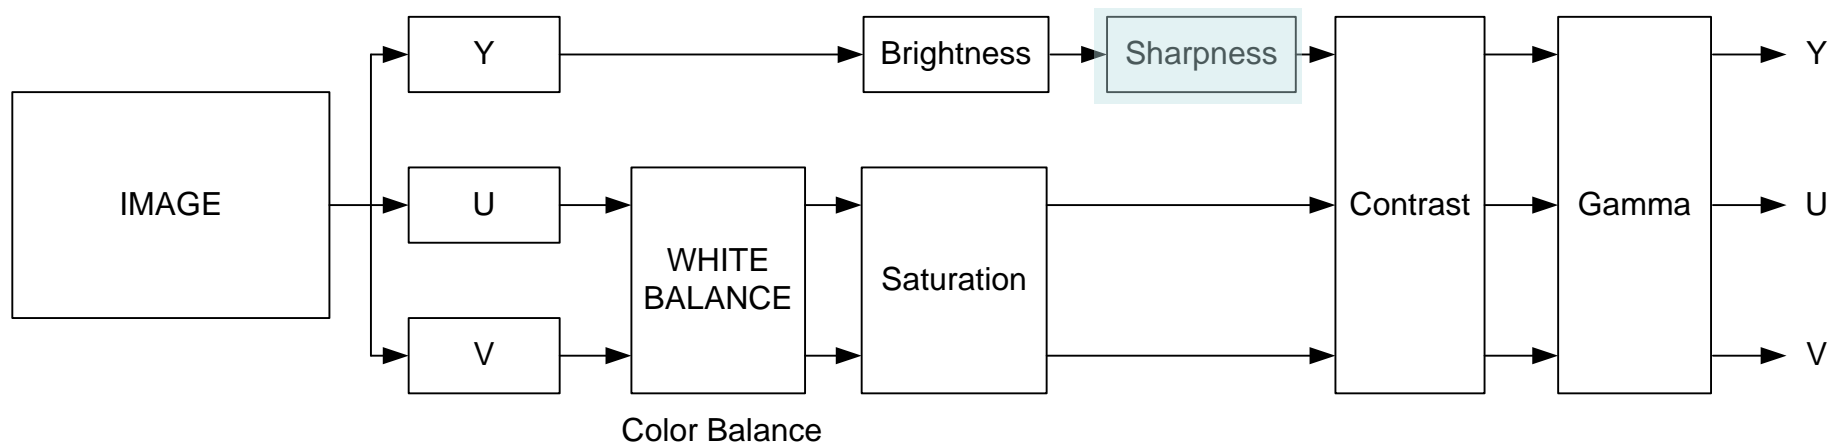 Y
Brightness
Sharpness
Y
IMAGE
U
Contrast
Gamma
U
WHITE
BALANCE
Saturation
V
V
Color Balance